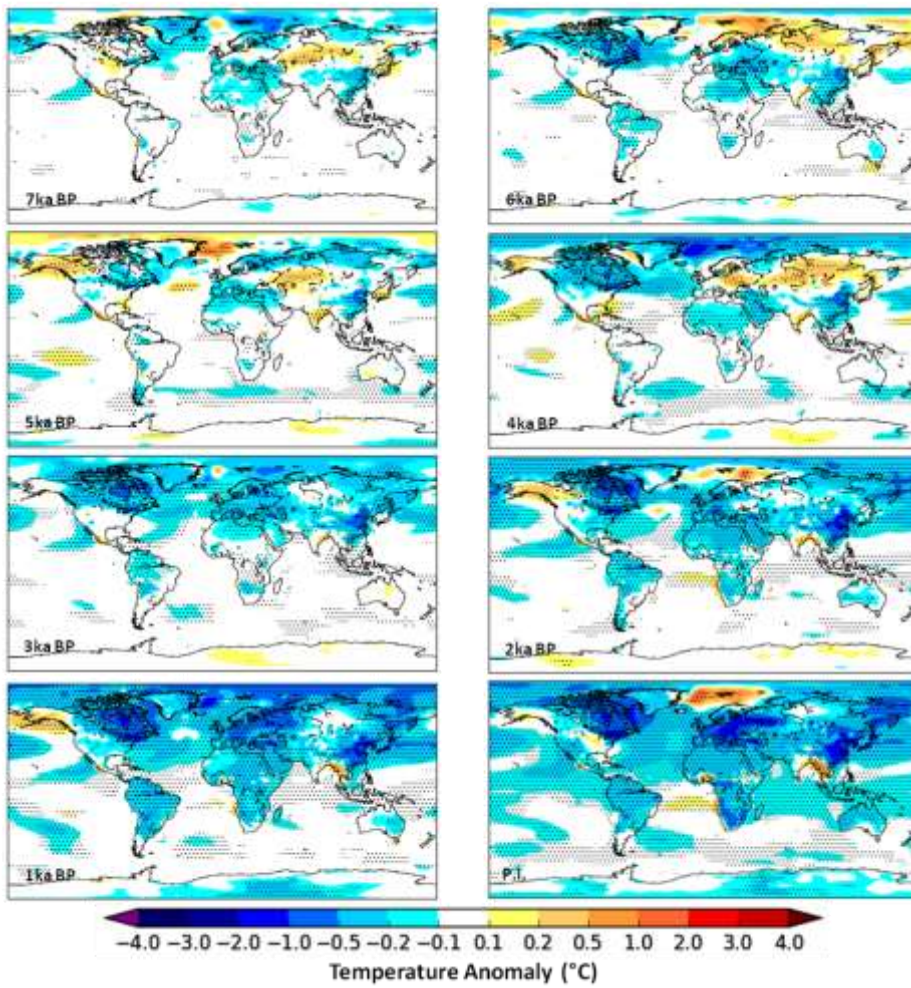 7ka BP
6ka BP
5ka BP
4ka BP
3ka BP
2ka BP
1ka BP
P.I.
−4.0 −3.0 −2.0 −1.0 −0.5 −0.2 −0.1 0.1 0.2 0.5 1.0 2.0 3.0 4.0
Temperature Anomaly (°C)